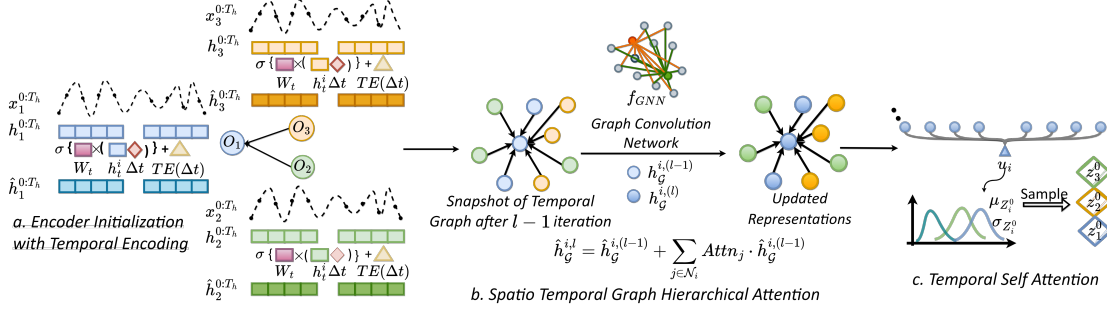 x_3^{0:T_h}
h_3^{0:T_h}
σ { × ( ) } +
W_t h_t^i Δt TE(Δt)
ĥ_3^{0:T_h}
x_1^{0:T_h}
h_1^{0:T_h}
σ { × ( ) } +
W_t h_t^i Δt TE(Δt)
ĥ_1^{0:T_h}
a. Encoder Initialization
with Temporal Encoding
O_1
O_3
O_2
x_2^{0:T_h}
h_2^{0:T_h}
σ { × ( ) } +
W_t h_t^i Δt TE(Δt)
ĥ_2^{0:T_h}
Snapshot of Temporal
Graph after l − 1 iteration
f_{GNN}
Graph Convolution
Network
h_𝒢^{i,(l-1)}
h_𝒢^{i,(l)}
Updated
Representations
ĥ_𝒢^{i,l} = ĥ_𝒢^{i,(l-1)} + ∑_{j∈𝒩_i} Attn_j · ĥ_𝒢^{i,(l-1)}
b. Spatio Temporal Graph Hierarchical Attention
u_i
μ_{Z_i^0}
σ_{Z_i^0}
Sample
z_3^0
z_2^0
z_1^0
c. Temporal Self Attention